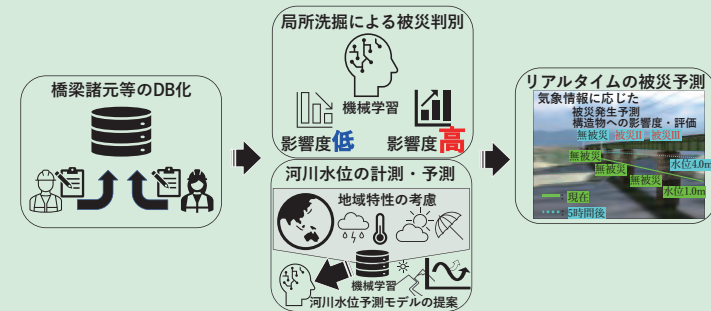 橋梁諸元等のDB化
局所洗掘による被災判別
機械学習
影響度低
影響度高
河川水位の計測・予測
地域特性の考慮
機械学習
河川水位予測モデルの提案
リアルタイムの被災予測
気象情報に応じた
被災発生予測
構造物への影響度・評価
無被災 被災II 被災III
無被災
水位4.0m
無被災
無被災
水位1.0m
:現在
:5時間後